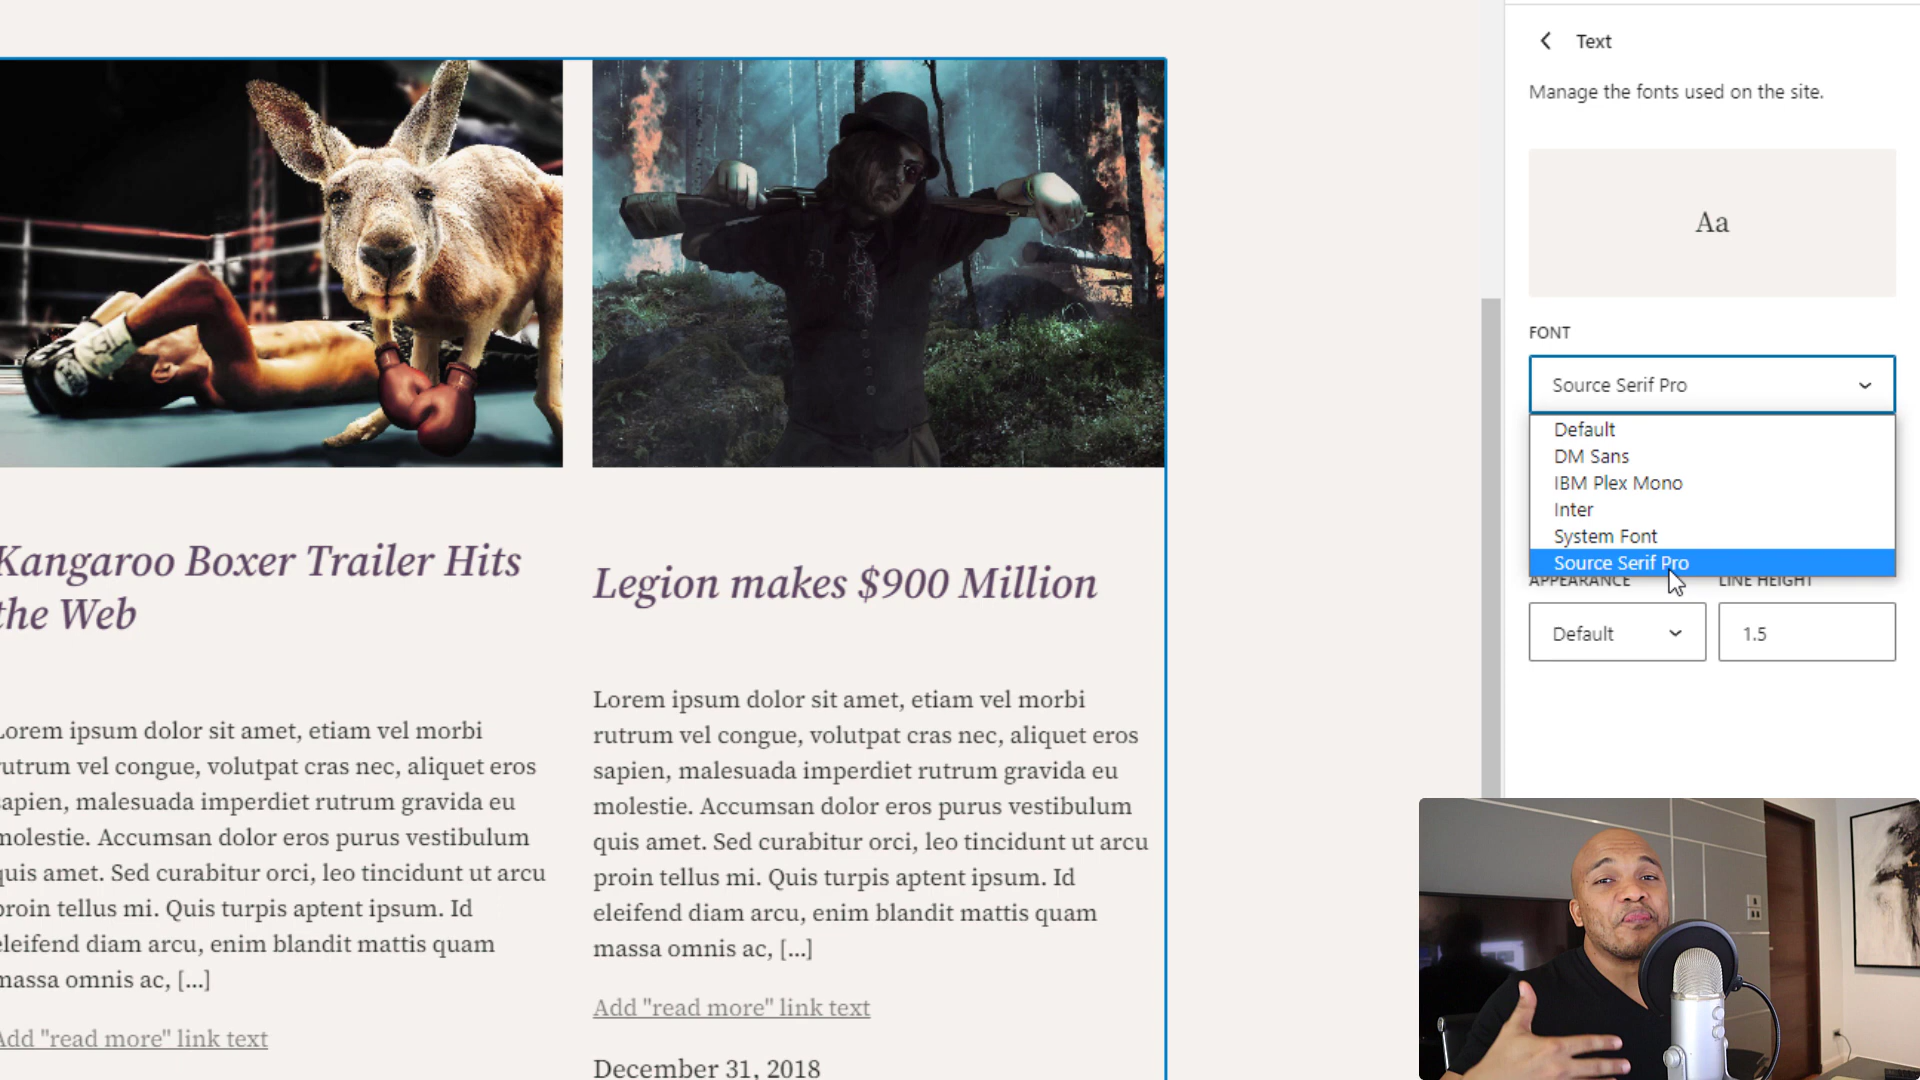 Kangaroo Boxer Trailer Hits
the Web
Lorem ipsum dolor sit amet, etiam vel morbi
rutrum vel congue, volutpat cras nec, aliquet eros
sapien, malesuada imperdiet rutrum gravida eu
molestie. Accumsan dolor eros purus vestibulum
quis amet. Sed curabitur orci, leo tincidunt ut arcu
proin tellus mi. Quis turpis aptent ipsum. Id
eleifend diam arcu, enim blandit mattis quam
massa omnis ac, [...]
Add "read more" link text
Legion makes $900 Million
Lorem ipsum dolor sit amet, etiam vel morbi
rutrum vel congue, volutpat cras nec, aliquet eros
sapien, malesuada imperdiet rutrum gravida eu
molestie. Accumsan dolor eros purus vestibulum
quis amet. Sed curabitur orci, leo tincidunt ut arcu
proin tellus mi. Quis turpis aptent ipsum. Id
eleifend diam arcu, enim blandit mattis quam
massa omnis ac, [...]
Add "read more" link text
December 31, 2018
Text
Manage the fonts used on the site.
Aa
FONT
Source Serif Pro
Default
DM Sans
IBM Plex Mono
Inter
System Font
Source Serif Pro
APPEARANCE
LINE HEIGHT
Default
1.5